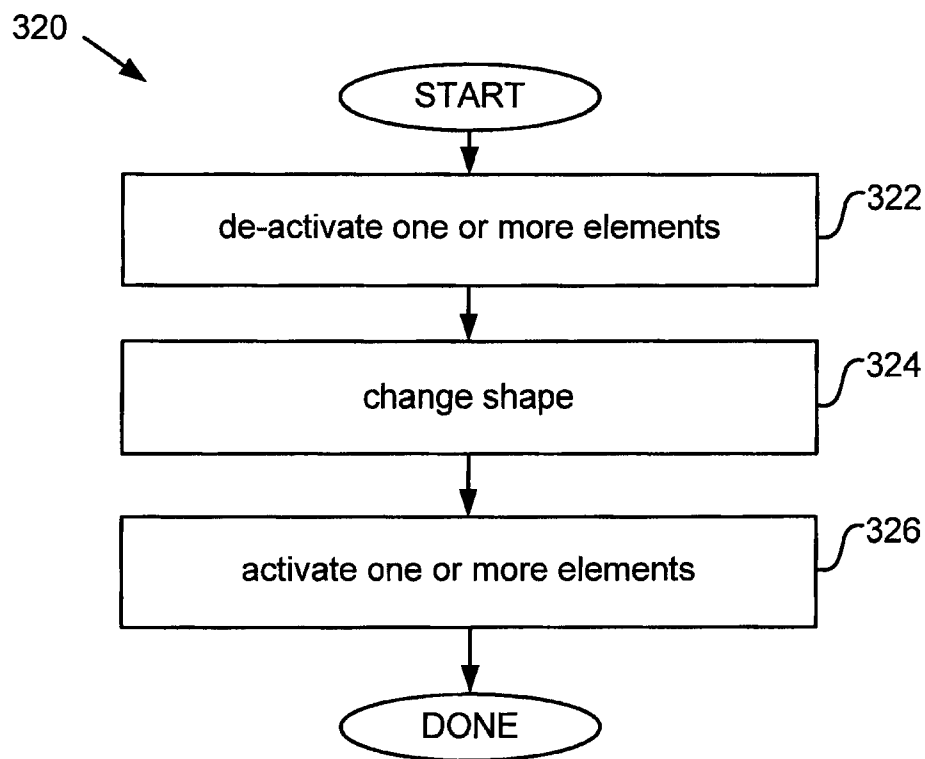 320
START
de-activate one or more elements
322
change shape
324
activate one or more elements
326
DONE